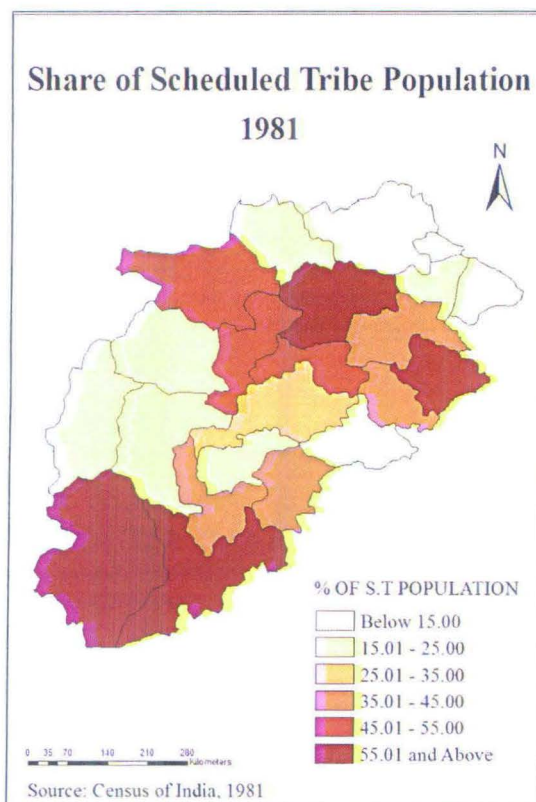 Share of Scheduled Tribe Population
1981
N
% OF S.T POPULATION
Below 15.00
15.01 - 25.00
25.01 - 35.00
35.01 - 45.00
45.01 - 55.00
55.01 and Above
0 35 70 140 210 280
Kilometers
Source: Census of India, 1981